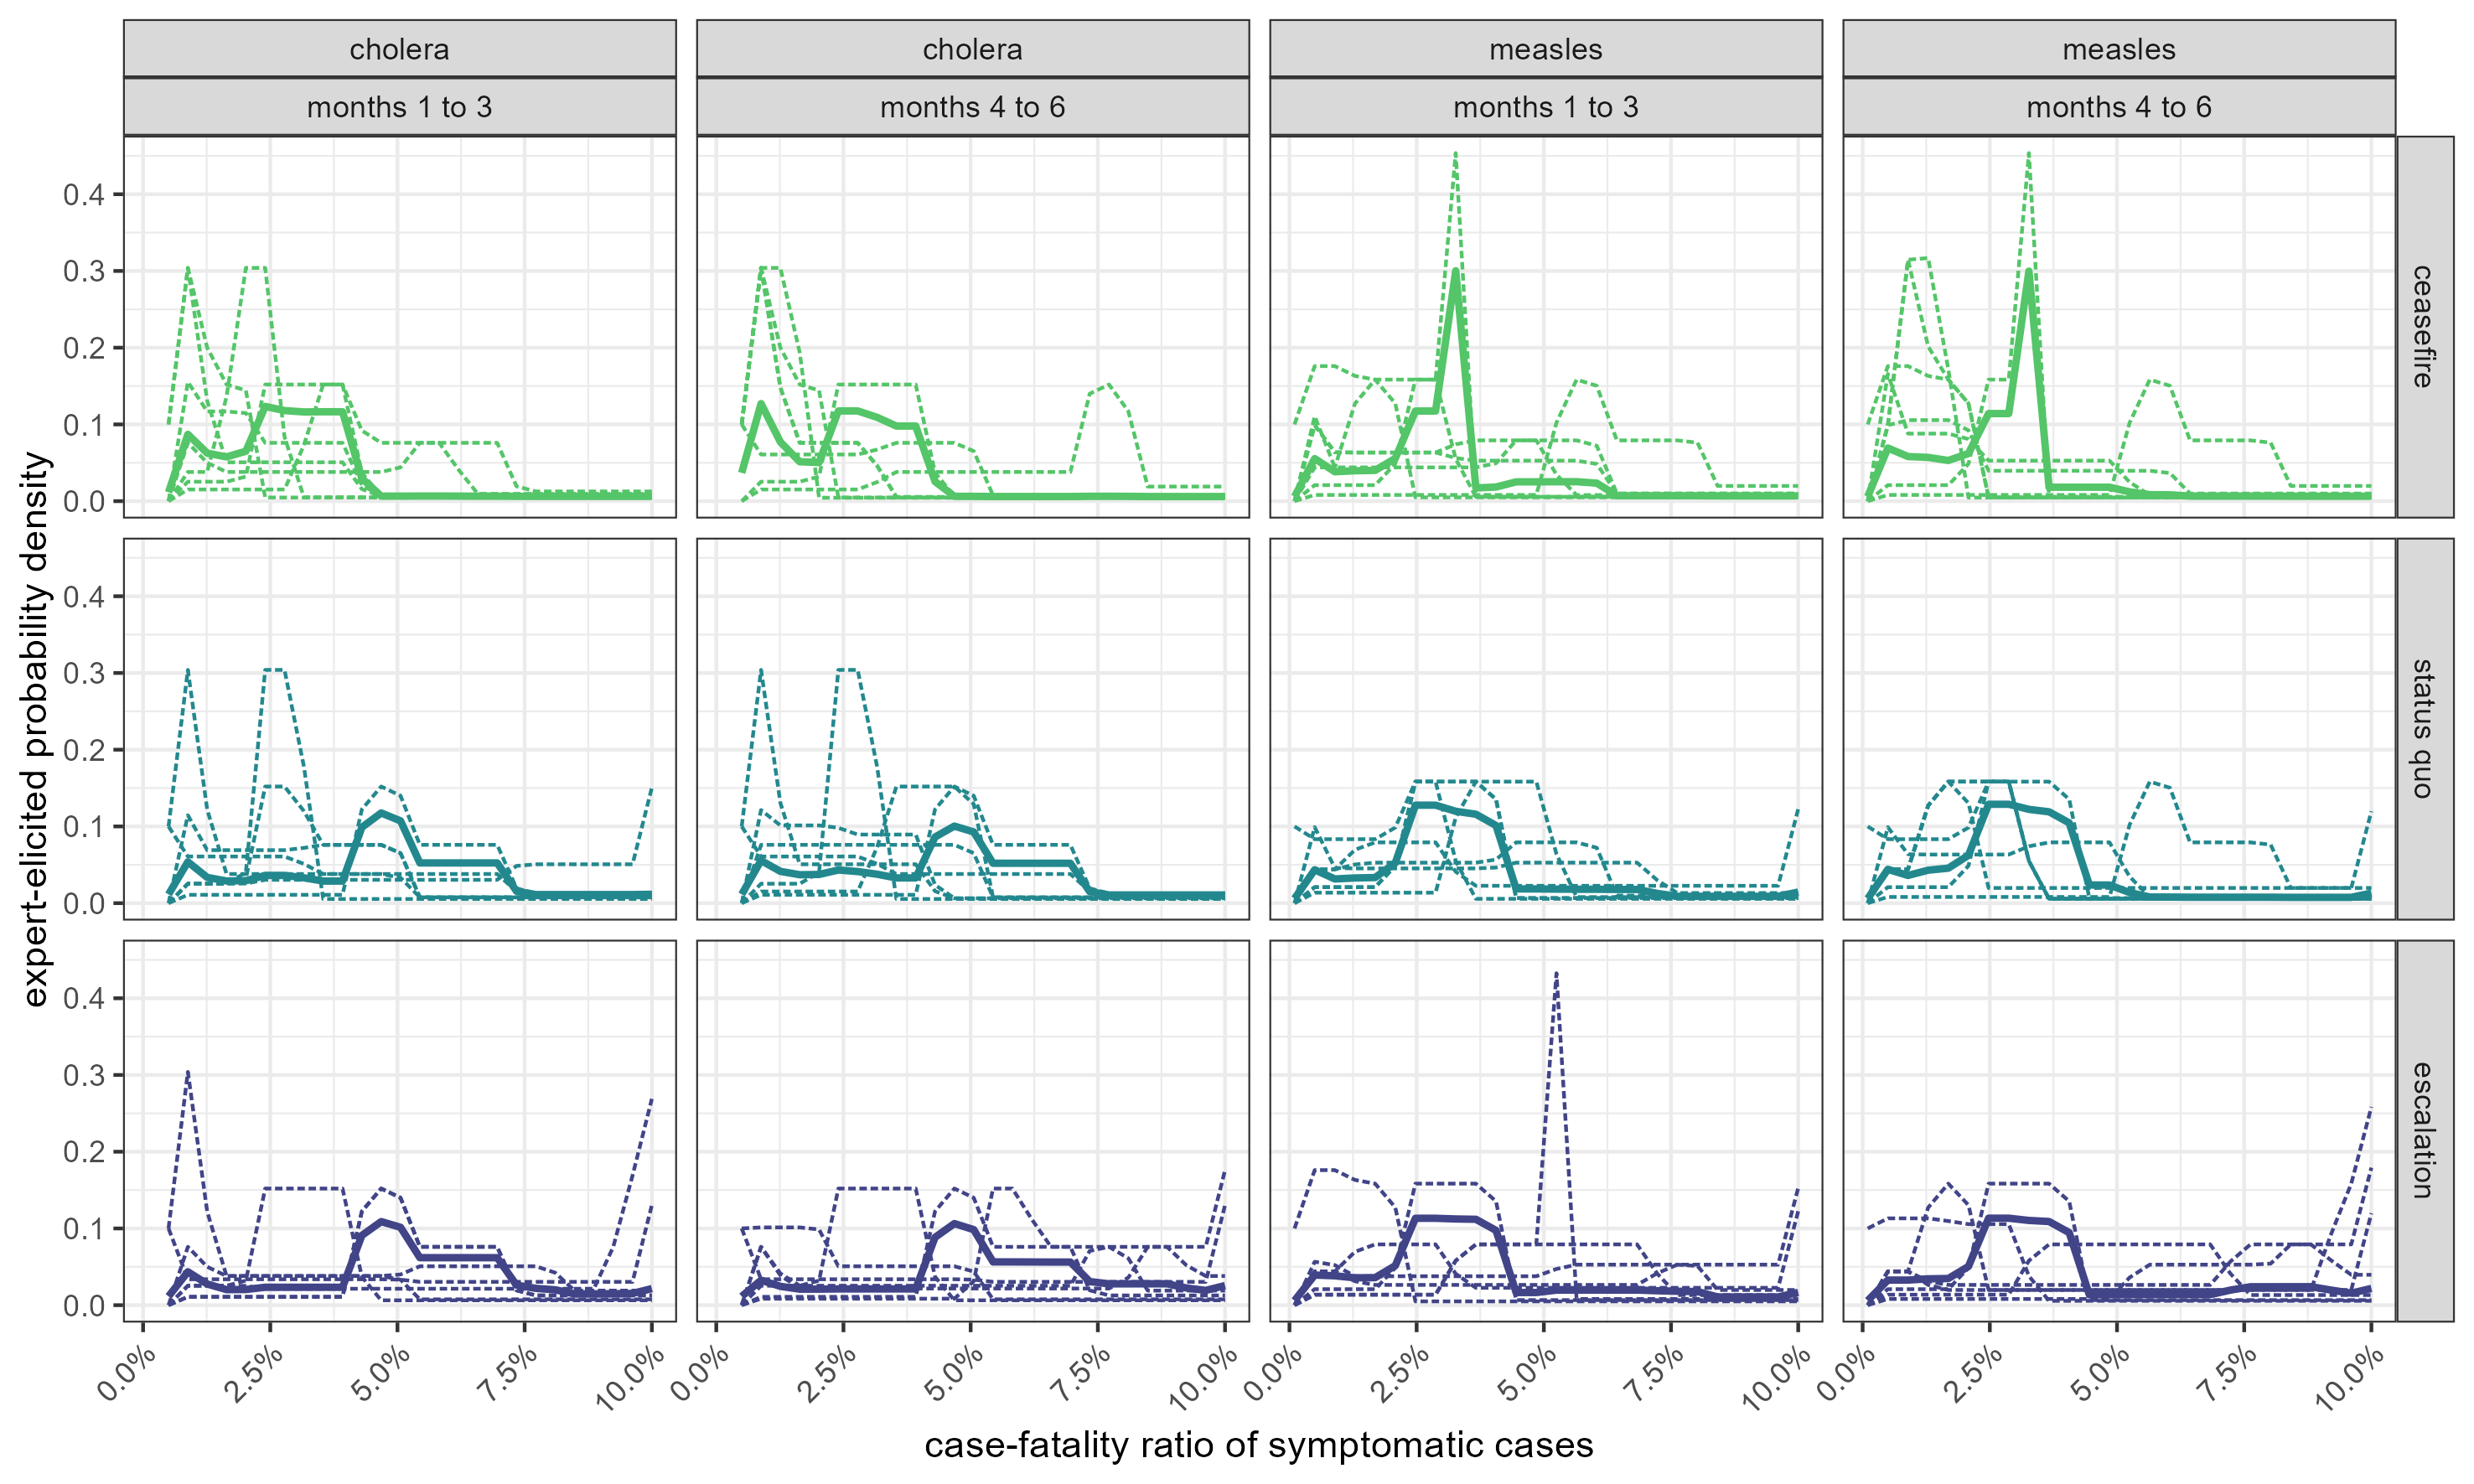 cholera cholera measles measles
months 1 to 3 months 4 to 6 months 1 to 3 months 4 to 6
expert-elicited probability density
0.4
0.3
0.2
0.1
0.0
ceasefire
0.4
0.3
0.2
0.1
0.0
status quo
0.4
0.3
0.2
0.1
0.0
escalation
0.0% 2.5% 5.0% 7.5% 10.0% 0.0% 2.5% 5.0% 7.5% 10.0% 0.0% 2.5% 5.0% 7.5% 10.0% 0.0% 2.5% 5.0% 7.5% 10.0%
case-fatality ratio of symptomatic cases